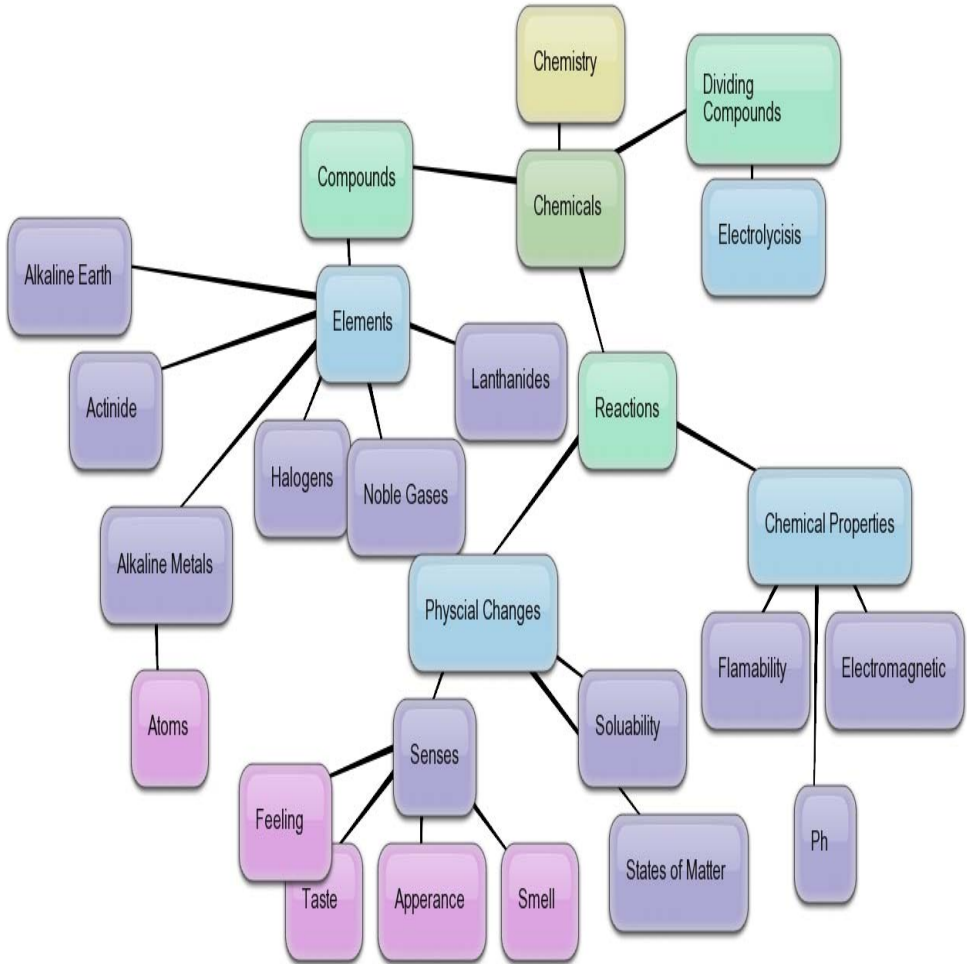 Chemistry
Dividing
Compounds
Compounds
Chemicals
Electrolycisis
Alkaline Earth
Elements
Lanthanides
Actinide
Reactions
Halogens
Noble Gases
Chemical Properties
Alkaline Metals
Physcial Changes
Flamability
Electromagnetic
Atoms
Senses
Soluability
Feeling
Ph
Taste
Apperance
Smell
States of Matter